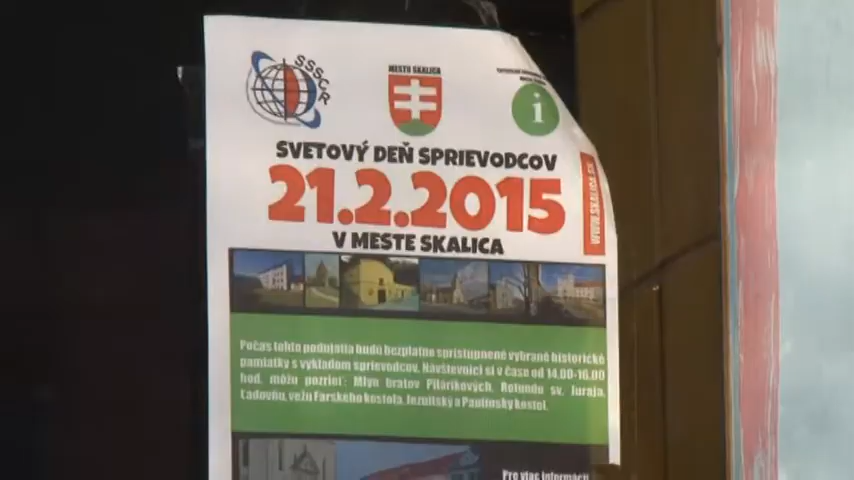 SSSCR
MESTO SKALICA
i
SVETOVÝ DEŇ SPRIEVODCOV
21.2.2015
V MESTE SKALICA
WWW.SKALICA.SK
Počas tohto podujatia budú bezplatne sprístupnené vybrané historické
pamiatky s výkladom sprievodcov. Návštevníci si v čase od 14.00-16.00
hod. môžu pozrieť: Mlyn bratov Pilárikových, Rotundu sv. Juraja,
Ľadovňu, vežu Farského kostola, Jezuitský a Paulínsky kostol.
Pro viac informácií